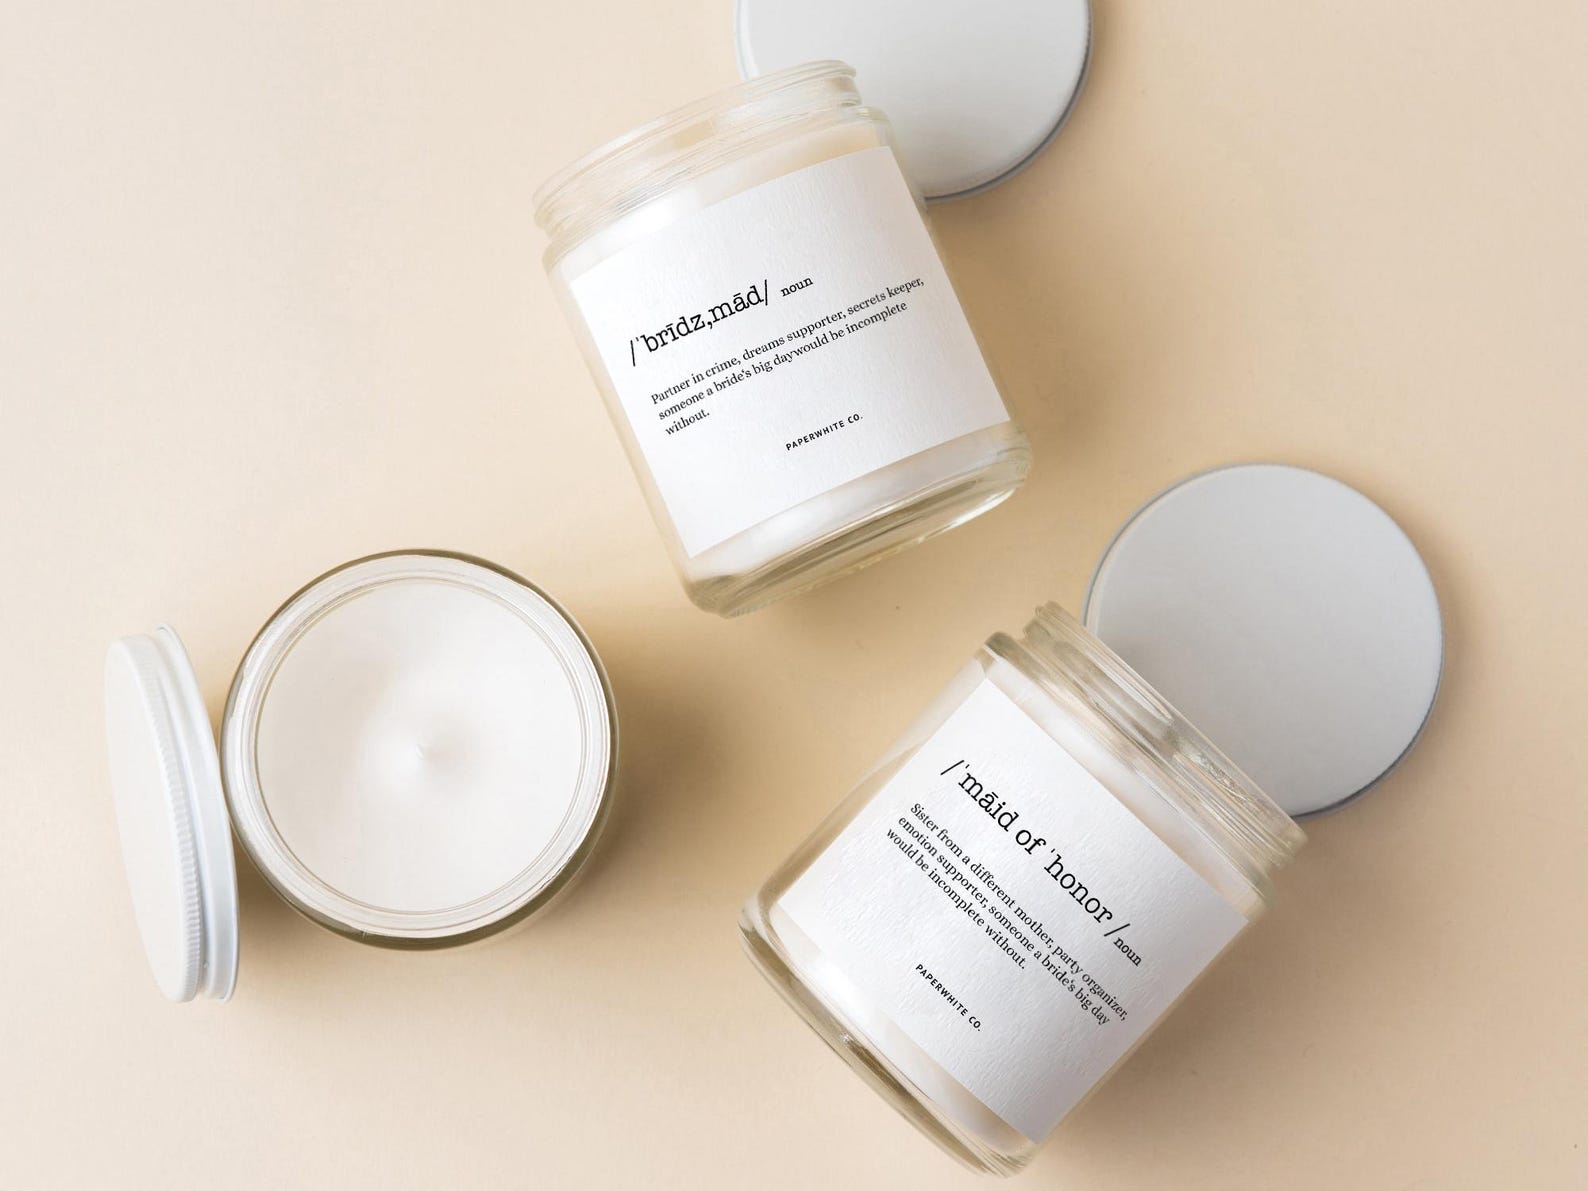 /ˈbrīdz,mād/ noun
Partner in crime, dreams supporter, secrets keeper,
someone a bride's big daywould be incomplete
without.
PAPERWHITE CO.
/ˈmāid of ˈhonor / noun
Sister from a different mother, party organizer,
emotion supporter, someone a bride's big day
would be incomplete without.
PAPERWHITE CO.